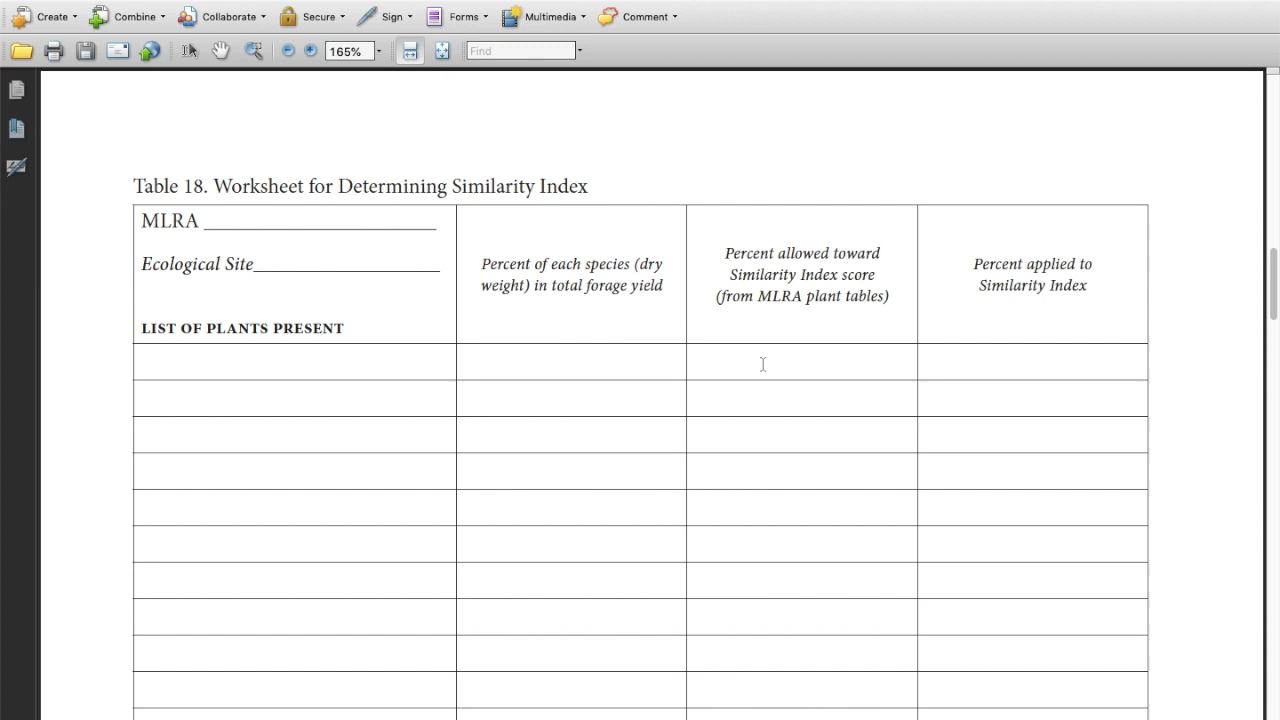 Create Combine Collaborate Secure Sign Forms Multimedia Comment
165% Find
Table 18. Worksheet for Determining Similarity Index
MLRA
Ecological Site
LIST OF PLANTS PRESENT
Percent of each species (dry
weight) in total forage yield
Percent allowed toward
Similarity Index score
(from MLRA plant tables)
Percent applied to
Similarity Index